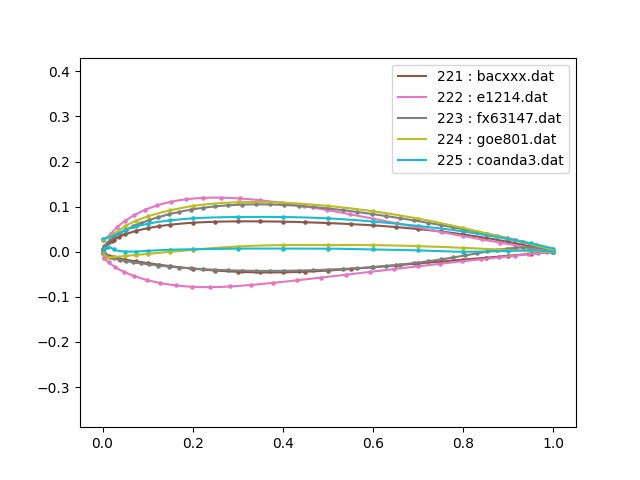 221 : bacxxx.dat
222 : e1214.dat
223 : fx63147.dat
224 : goe801.dat
225 : coanda3.dat
0.4
0.3
0.2
0.1
0.0
−0.1
−0.2
−0.3
0.0 0.2 0.4 0.6 0.8 1.0